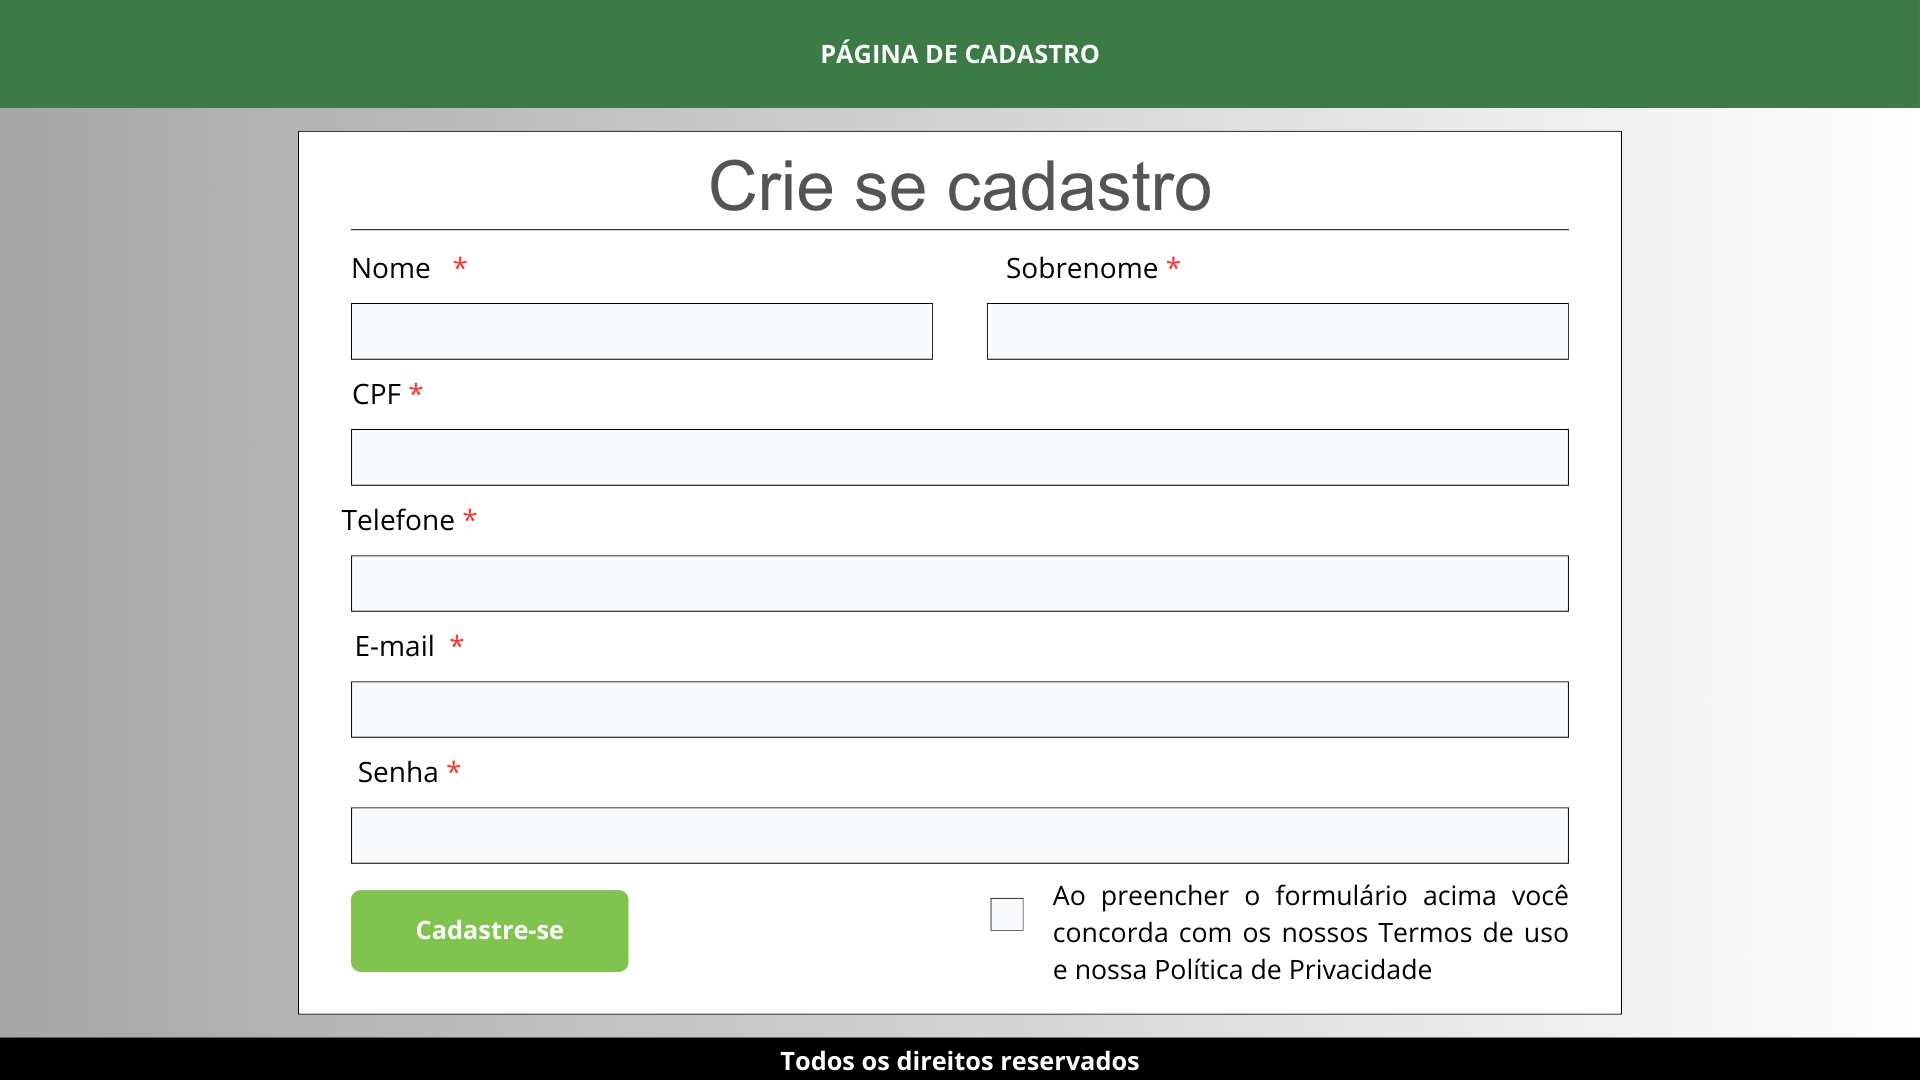 PÁGINA DE CADASTRO
Crie se cadastro
Nome *
Sobrenome *
CPF *
Telefone *
E-mail *
Senha *
Cadastre-se
Ao preencher o formulário acima você
concorda com os nossos Termos de uso
e nossa Política de Privacidade
Todos os direitos reservados